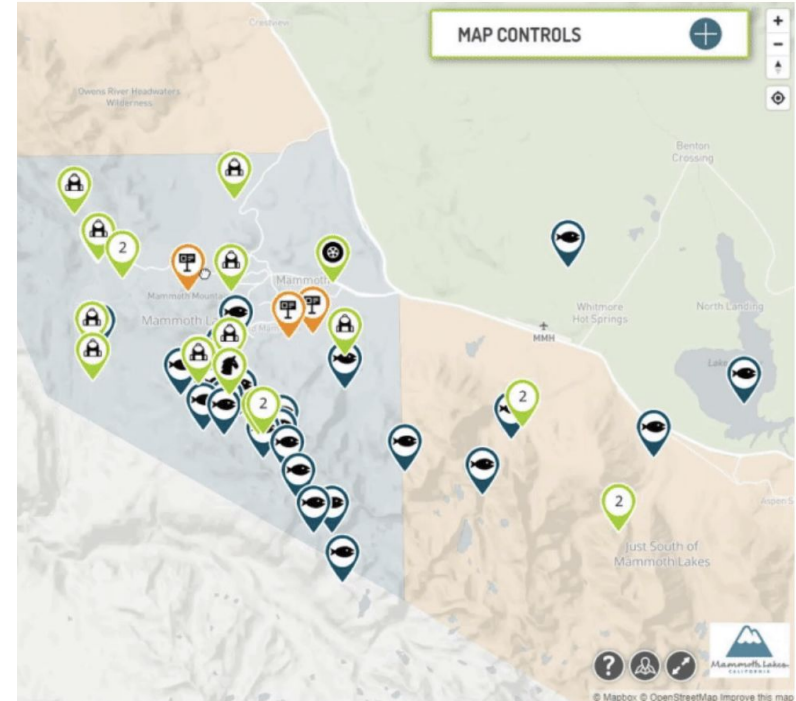 Crestview
MAP CONTROLS
+
−
Owens River Headwaters
Wilderness
Benton
Crossing
2
Mammoth
Mammoth Mountain
Whitmore
Hot Springs
North Landing
MMH
2
2
2
Just South of
Mammoth Lakes
?
Mammoth Lakes
CALIFORNIA
© Mapbox © OpenStreetMap Improve this map